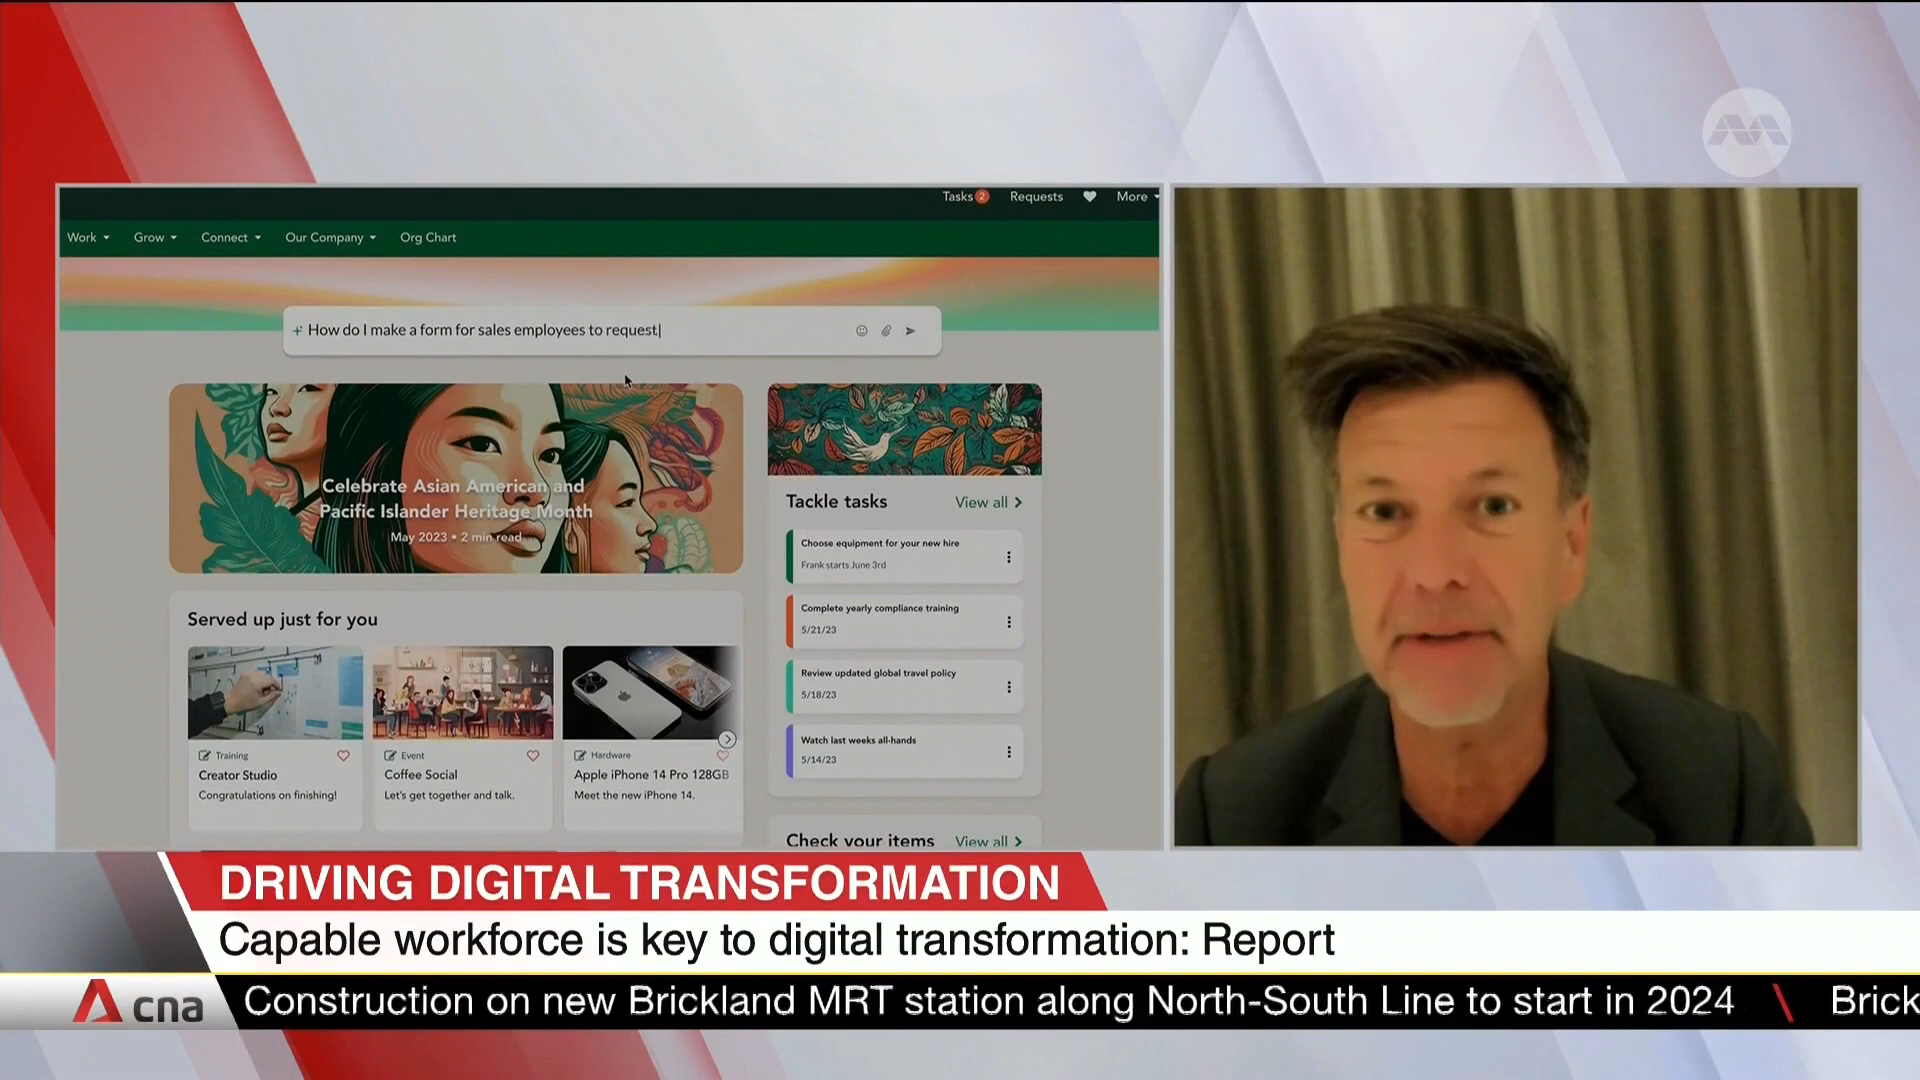 Tasks 2 Requests More
Work Grow Connect Our Company Org Chart
How do I make a form for sales employees to request
Celebrate Asian American and
Pacific Islander Heritage Month
May 2023 • 2 min read
Served up just for you
Training
Creator Studio
Congratulations on finishing!
Event
Coffee Social
Let's get together and talk.
Hardware
Apple iPhone 14 Pro 128GB
Meet the new iPhone 14.
Tackle tasks View all
Choose equipment for your new hire
Frank starts June 3rd
Complete yearly compliance training
5/21/23
Review updated global travel policy
5/18/23
Watch last weeks all-hands
5/14/23
Check your items View all
DRIVING DIGITAL TRANSFORMATION
Capable workforce is key to digital transformation: Report
cna
Construction on new Brickland MRT station along North-South Line to start in 2024 \ Brick